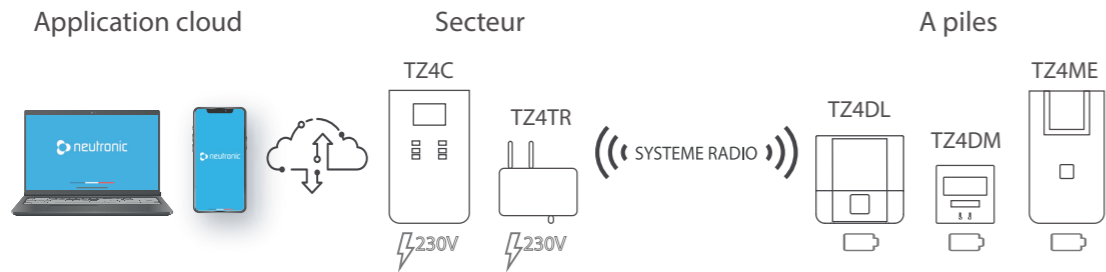 Application cloud
Secteur
A piles
TZ4C
TZ4TR
TZ4DL
TZ4DM
TZ4ME
neutronic
neutronic
SYSTEME RADIO
230V
230V